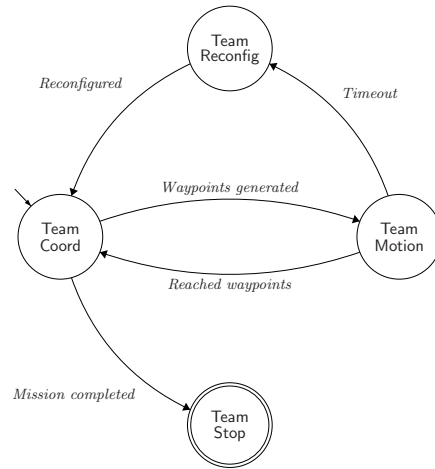 Team
Reconfig
Reconfigured
Timeout
Waypoints generated
Team
Coord
Team
Motion
Reached waypoints
Mission completed
Team
Stop